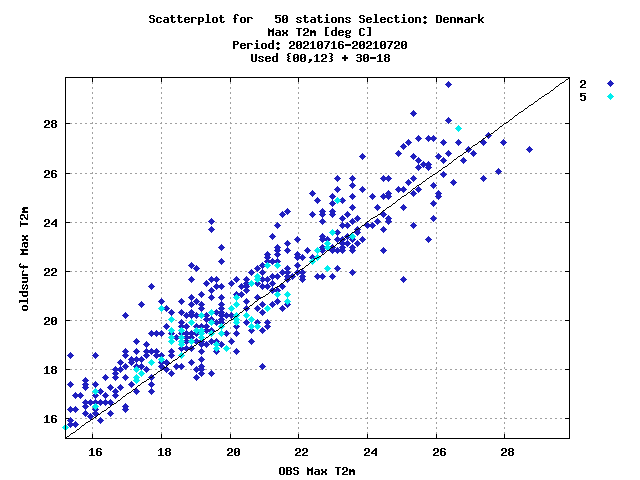 Scatterplot for   50 stations Selection: Denmark
Max T2m [deg C]
Period: 20210716-20210720
Used {00,12} + 30-18
2
5
oldsurf Max T2m
28
26
24
22
20
18
16
16 18 20 22 24 26 28
OBS Max T2m